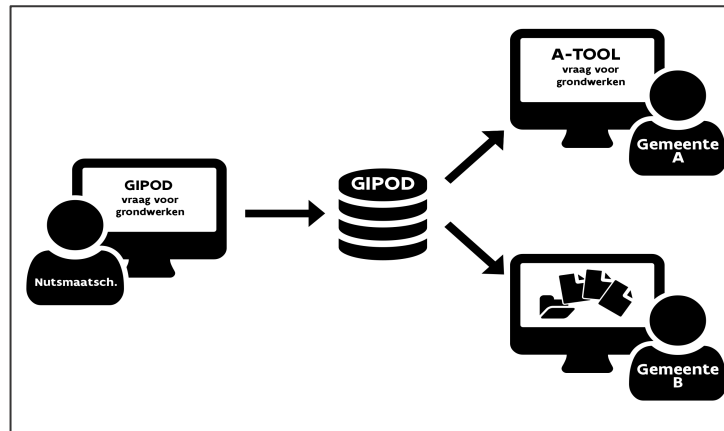 GIPOD
vraag voor
grondwerken
Nutsmaatsch.
GIPOD
A-TOOL
vraag voor
grondwerken
Gemeente
A
Gemeente
B